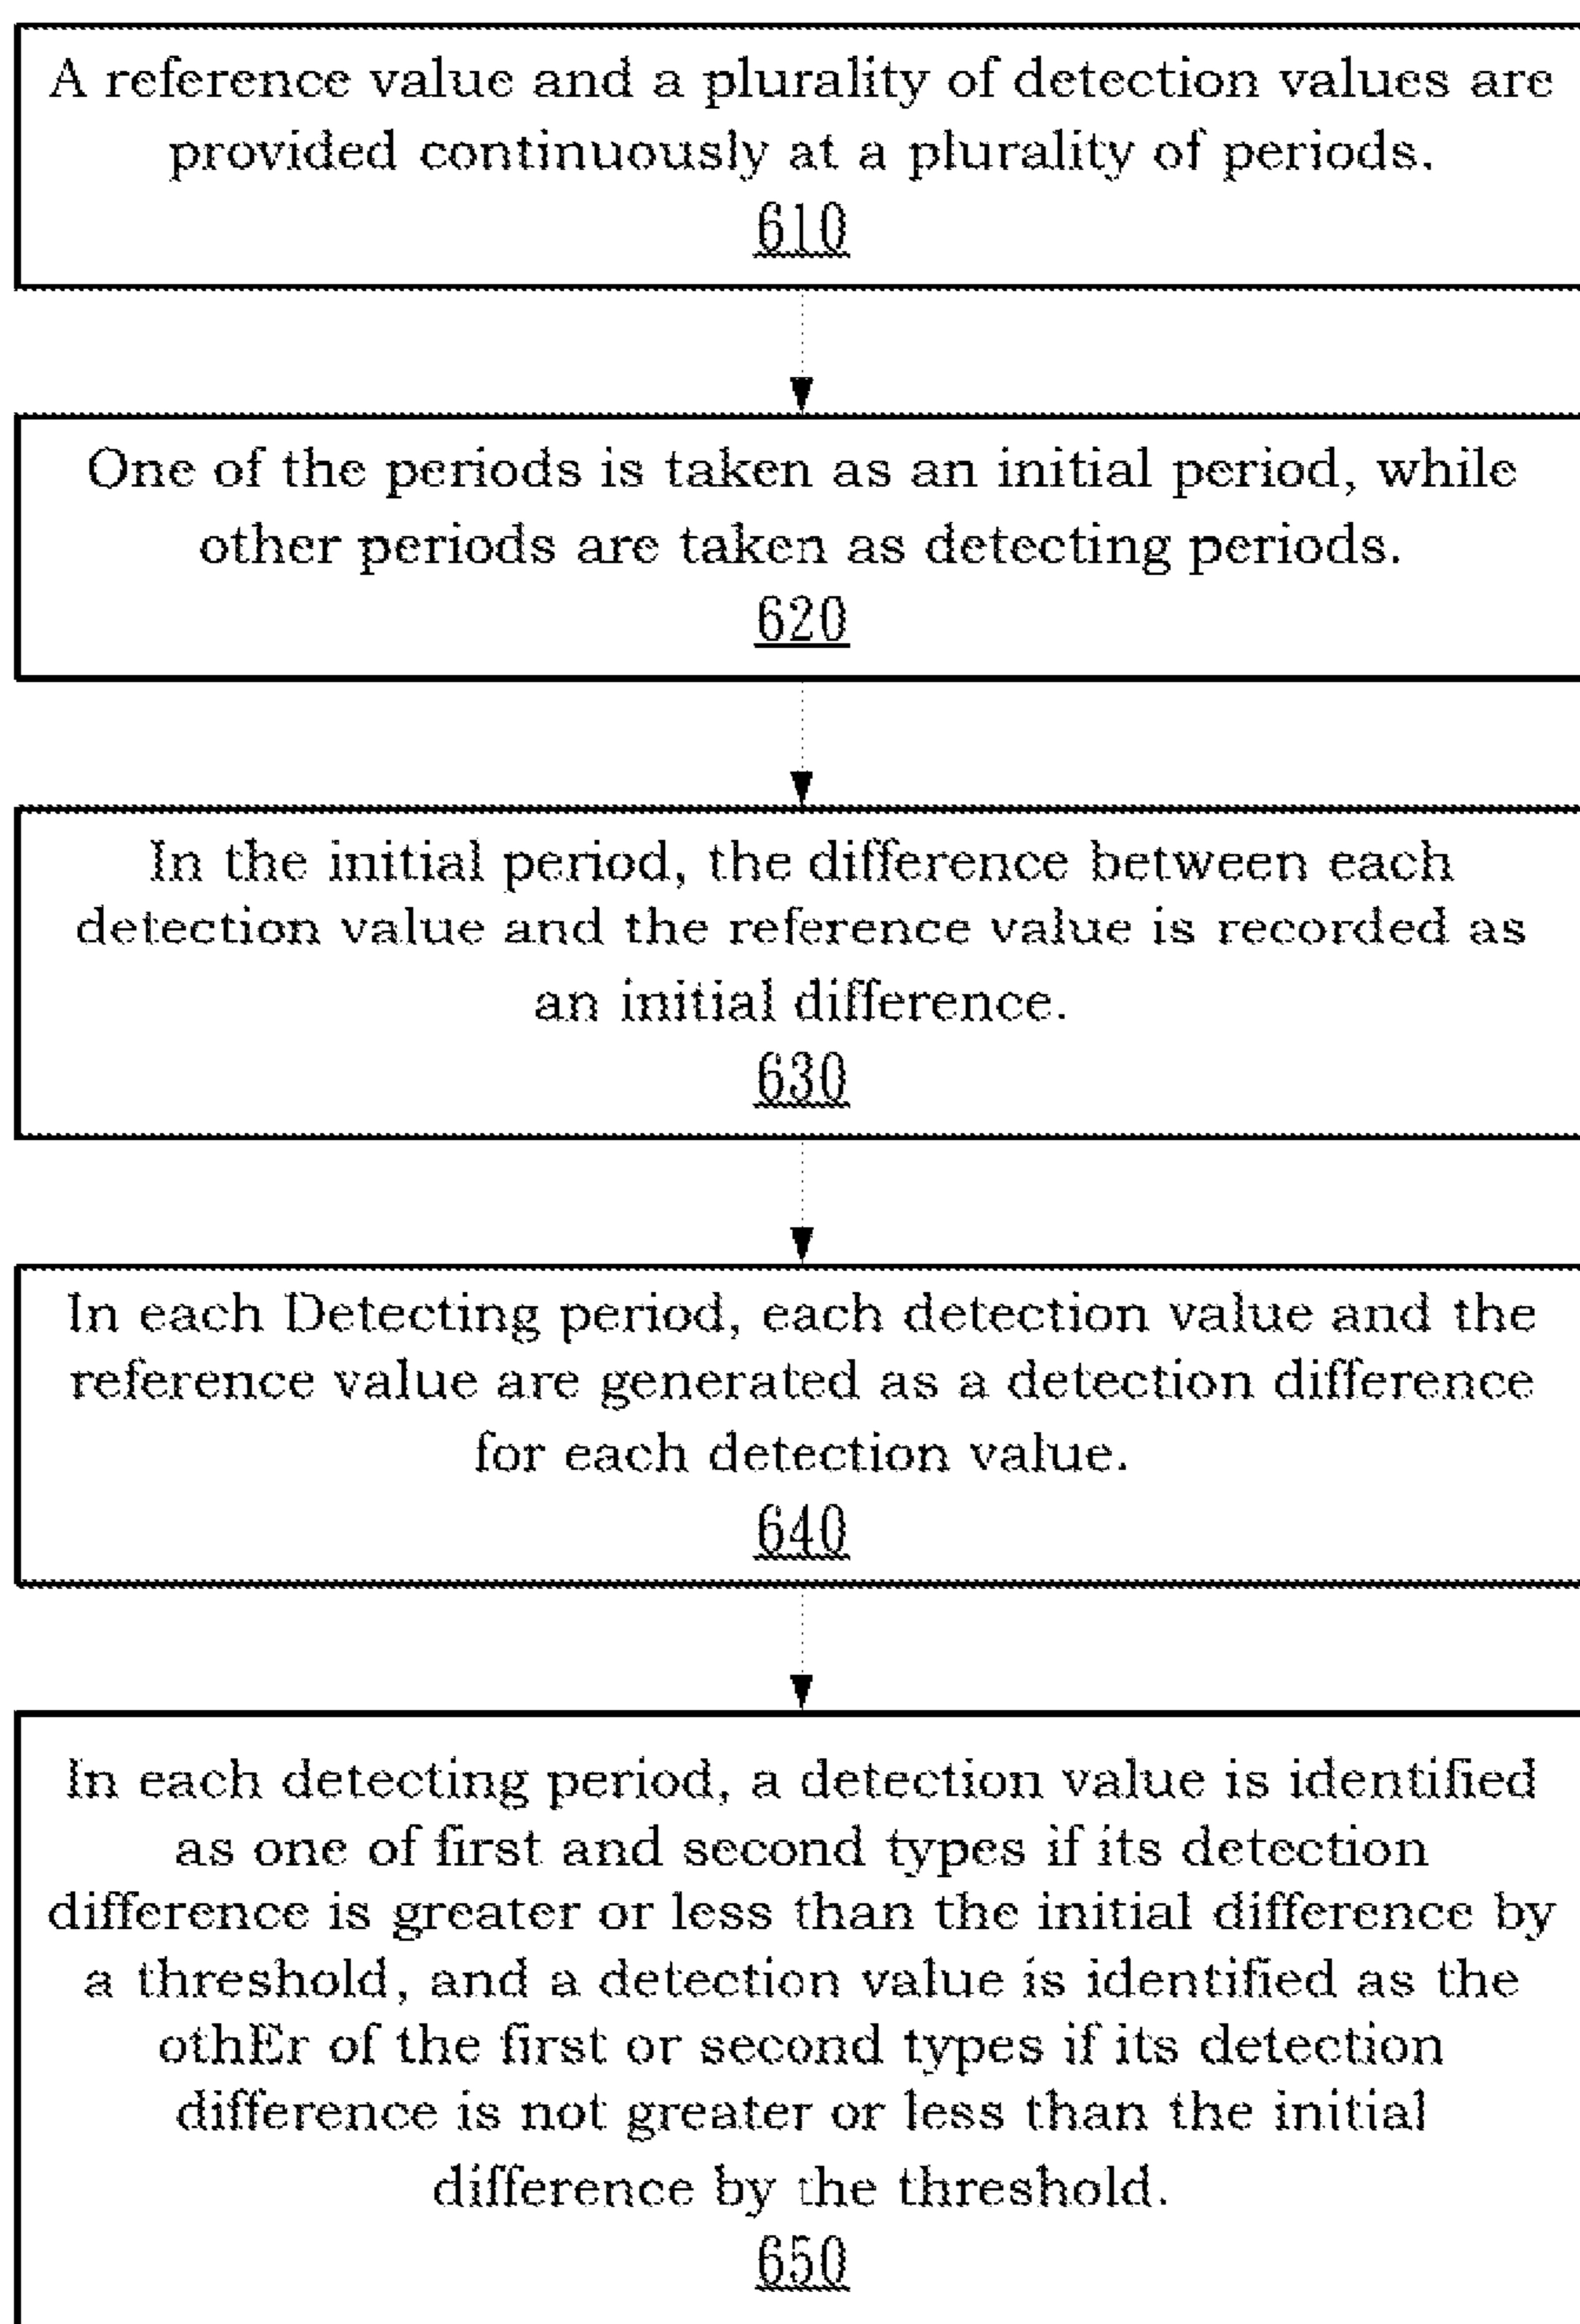 A reference value and a plurality of detection values are
provided continuously at a plurality of periods.
610
One of the periods is taken as an initial period, while
other periods are taken as detecting periods.
620
In the initial period, the difference between each
detection value and the reference value is recorded as
an initial difference.
630
In each Detecting period, each detection value and the
reference value are generated as a detection difference
for each detection value.
640
In each detecting period, a detection value is identified
as one of first and second types if its detection
difference is greater or less than the initial difference by
a threshold, and a detection value is identified as the
othEr of the first or second types if its detection
difference is not greater or less than the initial
difference by the threshold.
650